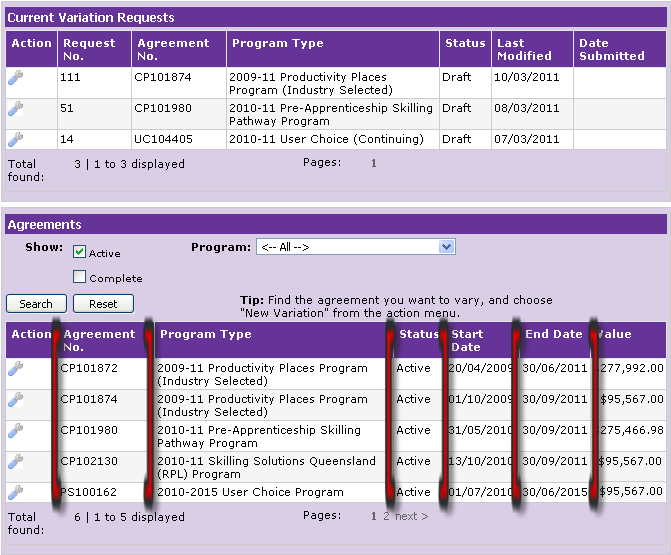 Current Variation Requests
Action Request No. Agreement No. Program Type Status Last Modified Date Submitted
111 CP101874 2009-11 Productivity Places Program (Industry Selected) Draft 10/03/2011
51 CP101980 2010-11 Pre-Apprenticeship Skilling Pathway Program Draft 08/03/2011
14 UC104405 2010-11 User Choice (Continuing) Draft 07/03/2011
Total found: 3 | 1 to 3 displayed Pages: 1
Agreements
Show: Active Program: <-- All -->
Complete
Search Reset Tip: Find the agreement you want to vary, and choose
"New Variation" from the action menu.
Action Agreement No. Program Type Status Start Date End Date Value
CP101872 2009-11 Productivity Places Program (Industry Selected) Active 20/04/2009 30/06/2011 277,992.00
CP101874 2009-11 Productivity Places Program (Industry Selected) Active 01/10/2009 30/09/2011 $95,567.00
CP101980 2010-11 Pre-Apprenticeship Skilling Pathway Program Active 31/05/2010 30/06/2011 275,466.98
CP102130 2010-11 Skilling Solutions Queensland (RPL) Program Active 13/10/2010 30/09/2011 $95,567.00
PS100162 2010-2015 User Choice Program Active 01/07/2010 30/06/2015 $95,567.00
Total found: 6 | 1 to 5 displayed Pages: 1 2 next >